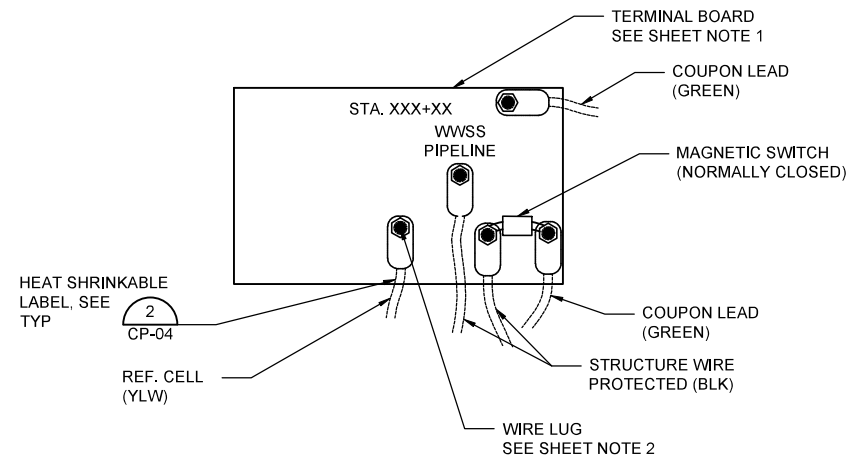 TERMINAL BOARD
SEE SHEET NOTE 1
COUPON LEAD
(GREEN)
STA. XXX+XX
WWSS
PIPELINE
MAGNETIC SWITCH
(NORMALLY CLOSED)
HEAT SHRINKABLE
LABEL, SEE
TYP
2
CP-04
COUPON LEAD
(GREEN)
REF. CELL
(YLW)
STRUCTURE WIRE
PROTECTED (BLK)
WIRE LUG
SEE SHEET NOTE 2